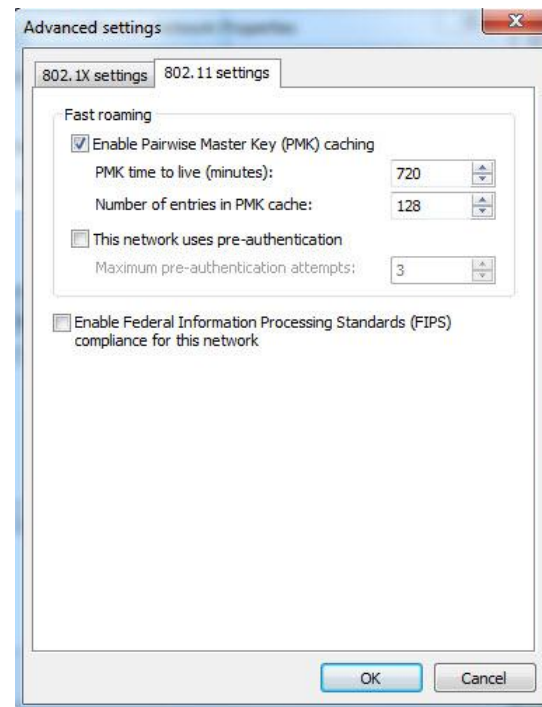 Advanced settings
802.1X settings
802.11 settings
Fast roaming
Enable Pairwise Master Key (PMK) caching
PMK time to live (minutes):
720
Number of entries in PMK cache:
128
This network uses pre-authentication
Maximum pre-authentication attempts:
3
Enable Federal Information Processing Standards (FIPS)
compliance for this network
OK
Cancel